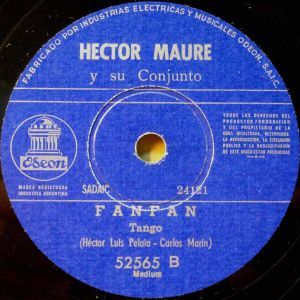 FABRICADO POR INDUSTRIAS ELECTRICAS Y MUSICALES ODEON, S.A.I.C.
HECTOR MAURE
y su Conjunto
Odeon
MARCA REGISTRADA
INDUSTRIA ARGENTINA
TODOS LOS DERECHOS DEL
PRODUCTOR FONOGRAFICO
Y DEL PROPIETARIO DE LA
OBRA REGISTRADA, RESERVADOS.
LA REPRODUCCION, LA EJECUCION
PUBLICA Y LA RADIODIFUSION
DE ESTE DISCO ESTAN PROHIBIDAS
SADAIC
24121
FANFAN
Tango
(Héctor Luis Pelaia - Carlos Marín)
52565 B
Medium